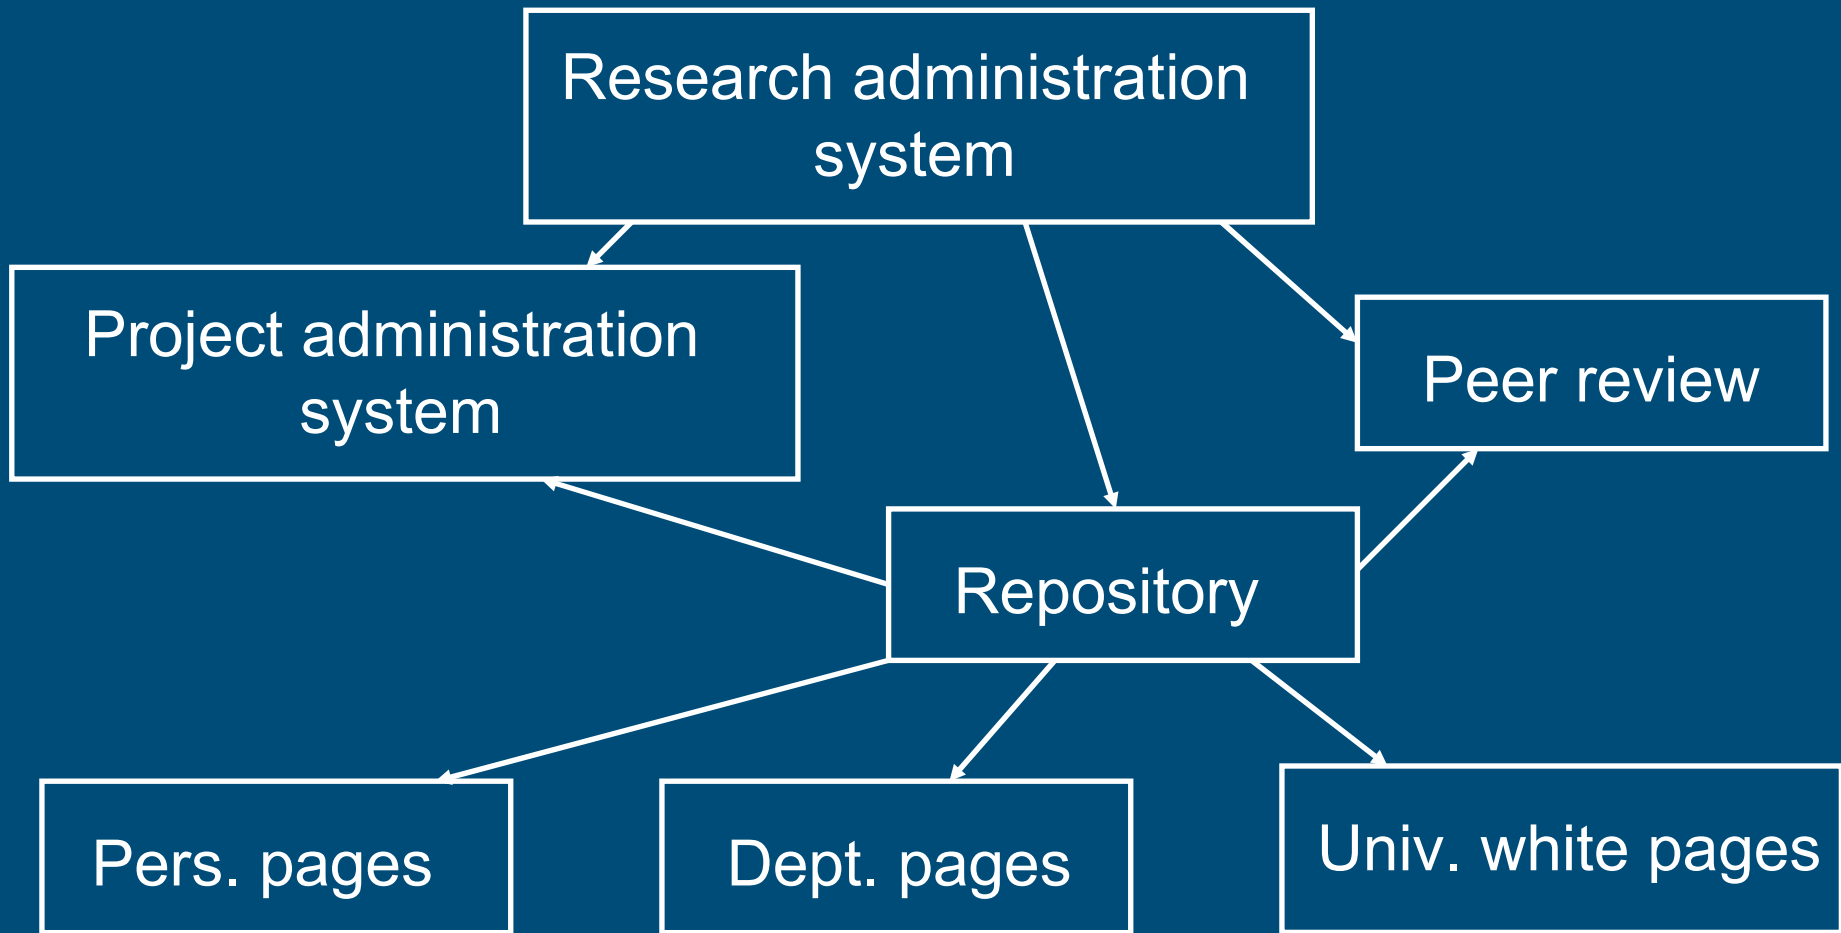 Research administration
system
Project administration
system
Peer review
Repository
Pers. pages
Dept. pages
Univ. white pages